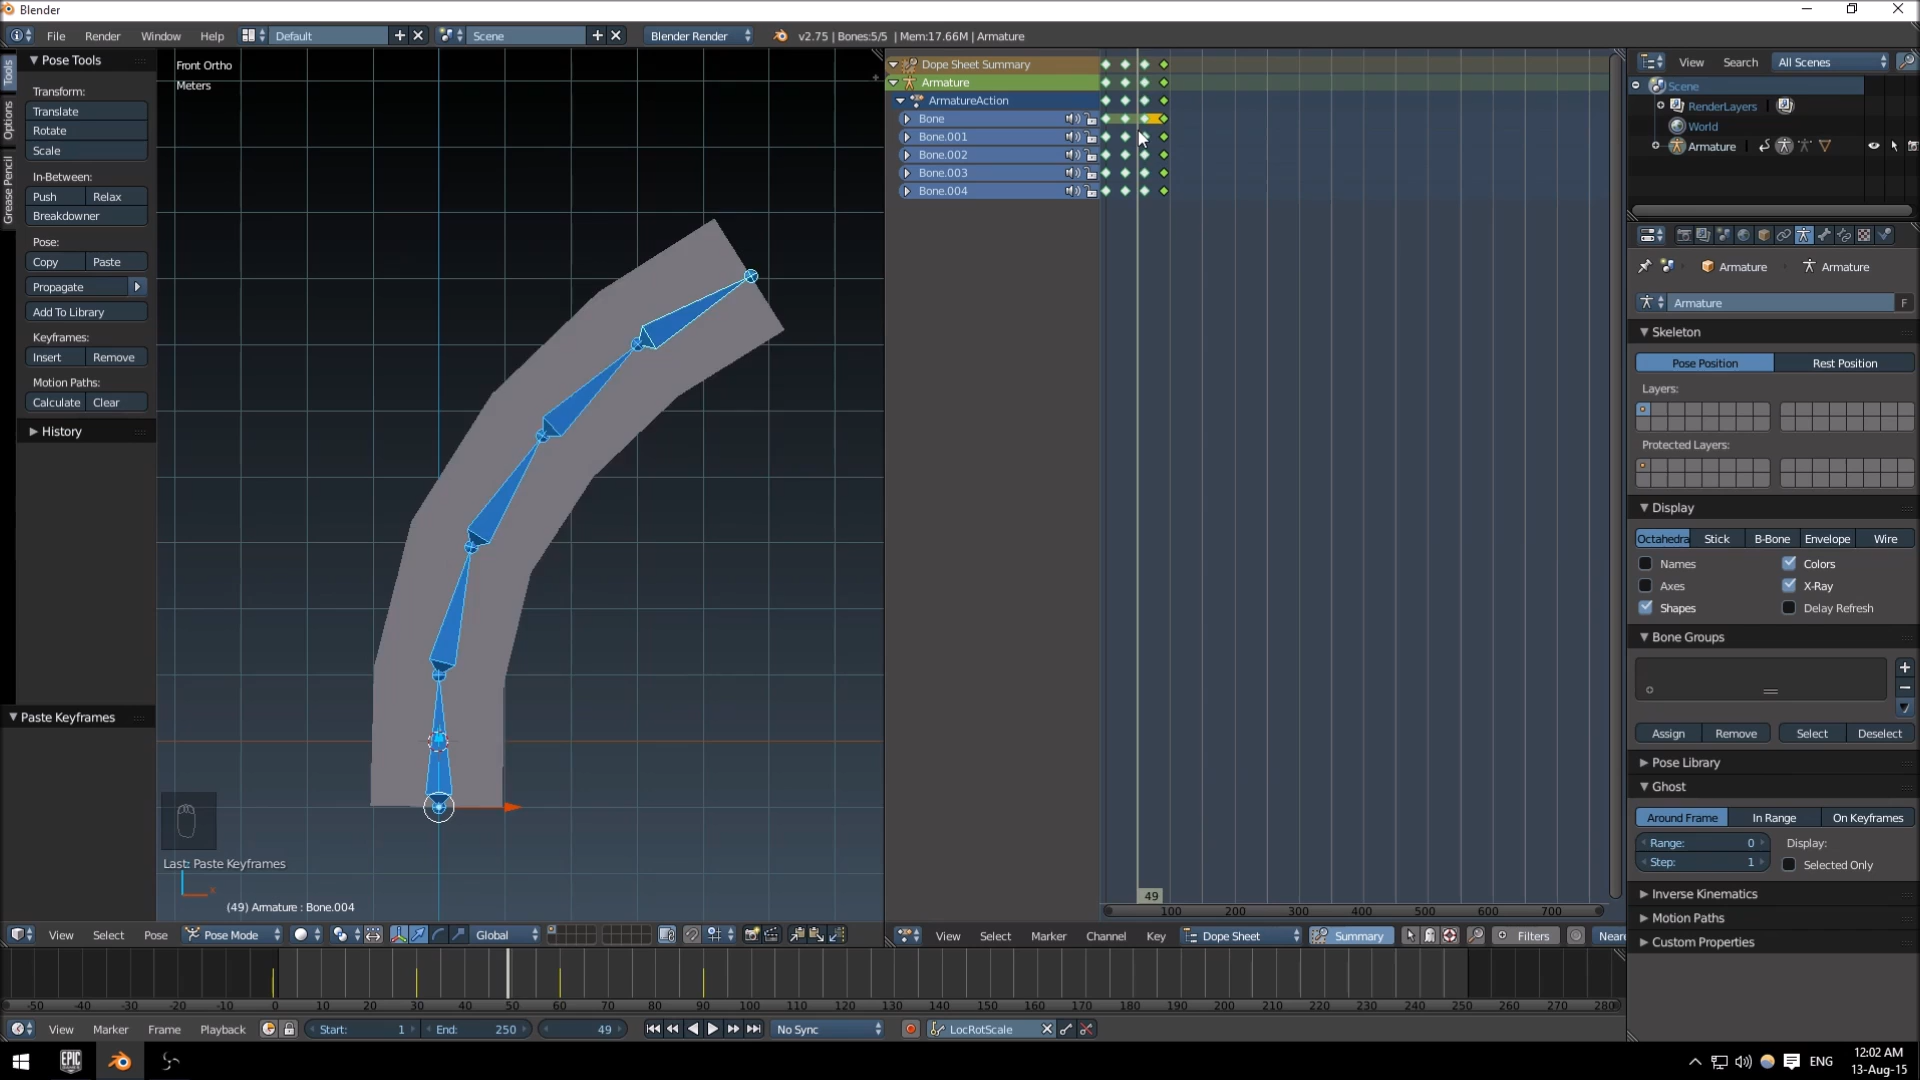 Blender
File Render Window Help Default Scene Blender Render v2.75 | Bones:5/5 | Mem:17.66M | Armature
Tools
Options
Grease Pencil
Pose Tools
Transform:
Translate
Rotate
Scale
In-Between:
Push Relax
Breakdowner
Pose:
Copy Paste
Propagate
Add To Library
Keyframes:
Insert Remove
Motion Paths:
Calculate Clear
History
Paste Keyframes
Front Ortho
Meters
Last: Paste Keyframes
(49) Armature : Bone.004
View Select Pose Pose Mode Global
Dope Sheet Summary
Armature
ArmatureAction
Bone
Bone.001
Bone.002
Bone.003
Bone.004
49
100 200 300 400 500 600 700
View Select Marker Channel Key Dope Sheet Summary Filters Near
View Search All Scenes
Scene
RenderLayers
World
Armature
Armature Armature
Armature F
Skeleton
Pose Position Rest Position
Layers:
Protected Layers:
Display
Octahedra Stick B-Bone Envelope Wire
Names Colors
Axes X-Ray
Shapes Delay Refresh
Bone Groups
Assign Remove Select Deselect
Pose Library
Ghost
Around Frame In Range On Keyframes
Range: 0 Display:
Step: 1 Selected Only
Inverse Kinematics
Motion Paths
Custom Properties
-50 -40 -30 -20 -10 0 10 20 30 40 50 60 70 80 90 100 110 120 130 140 150 160 170 180 190 200 210 220 230 240 250 260 270 280
View Marker Frame Playback Start: 1 End: 250 49 No Sync LocRotScale
EPIC
ENG
12:02 AM
13-Aug-15